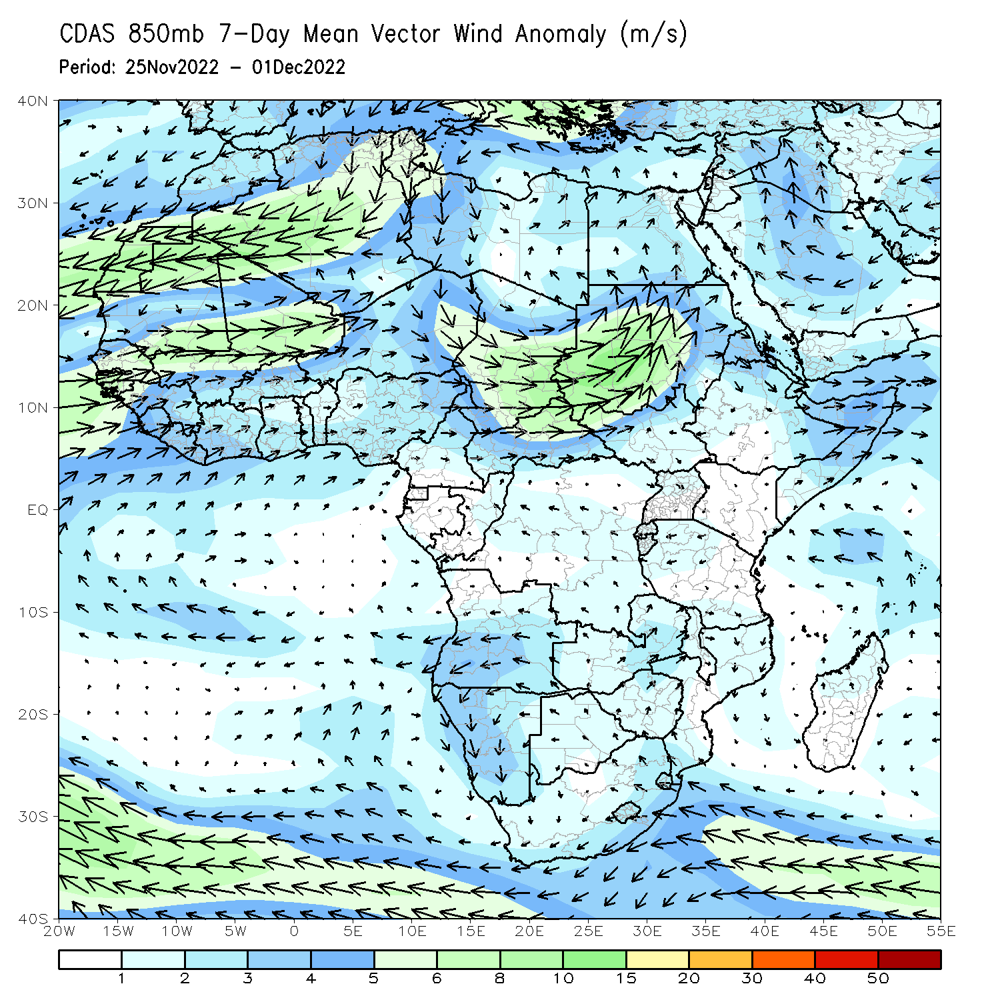 CDAS 850mb 7-Day Mean Vector Wind Anomaly (m/s)
Period: 25Nov2022 - 01Dec2022
40N
30N
20N
10N
EQ
10S
20S
30S
40S
20W 15W 10W 5W 0 5E 10E 15E 20E 25E 30E 35E 40E 45E 50E 55E
1 2 3 4 5 6 8 10 15 20 30 40 50